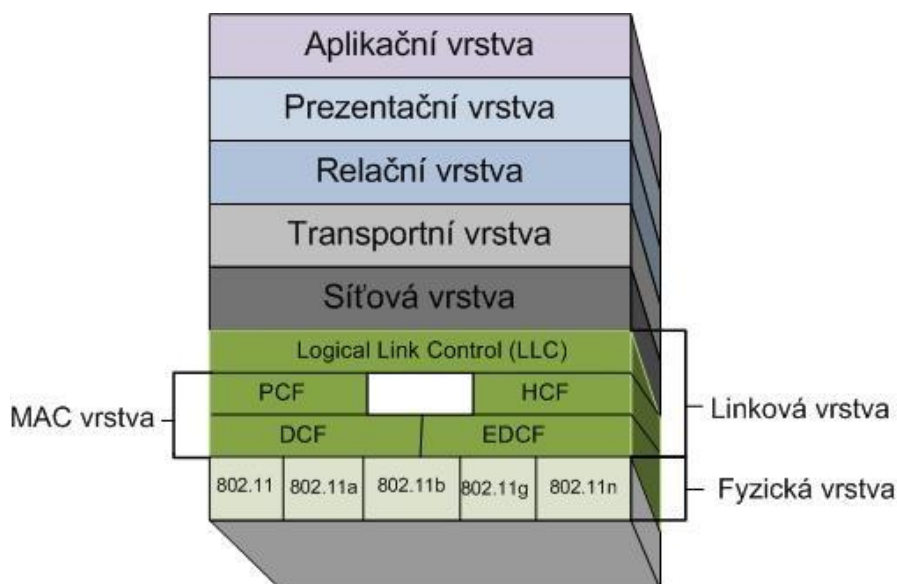 Aplikační vrstva
Prezentační vrstva
Relační vrstva
Transportní vrstva
Síťová vrstva
Logical Link Control (LLC)
PCF
HCF
MAC vrstva
Linková vrstva
DCF
EDCF
802.11
802.11a
802.11b
802.11g
802.11n
Fyzická vrstva